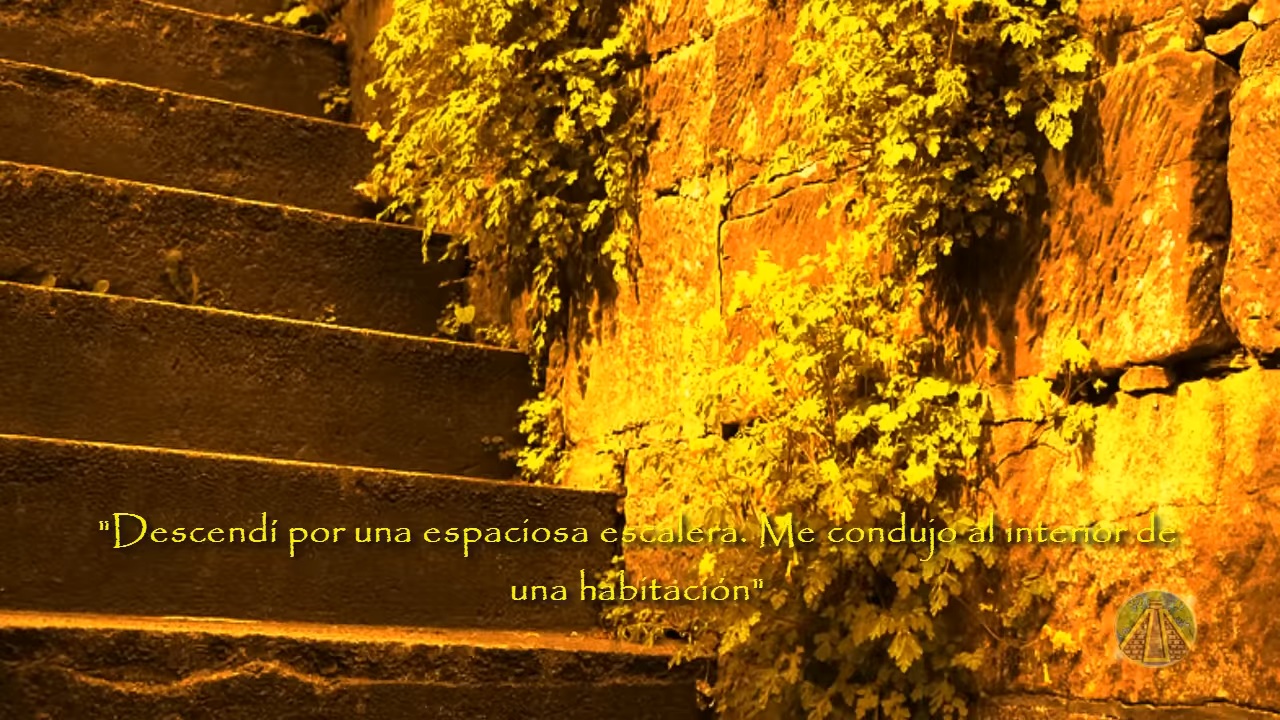 "Descendí por una espaciosa escalera. Me condujo al interior de
una habitación"